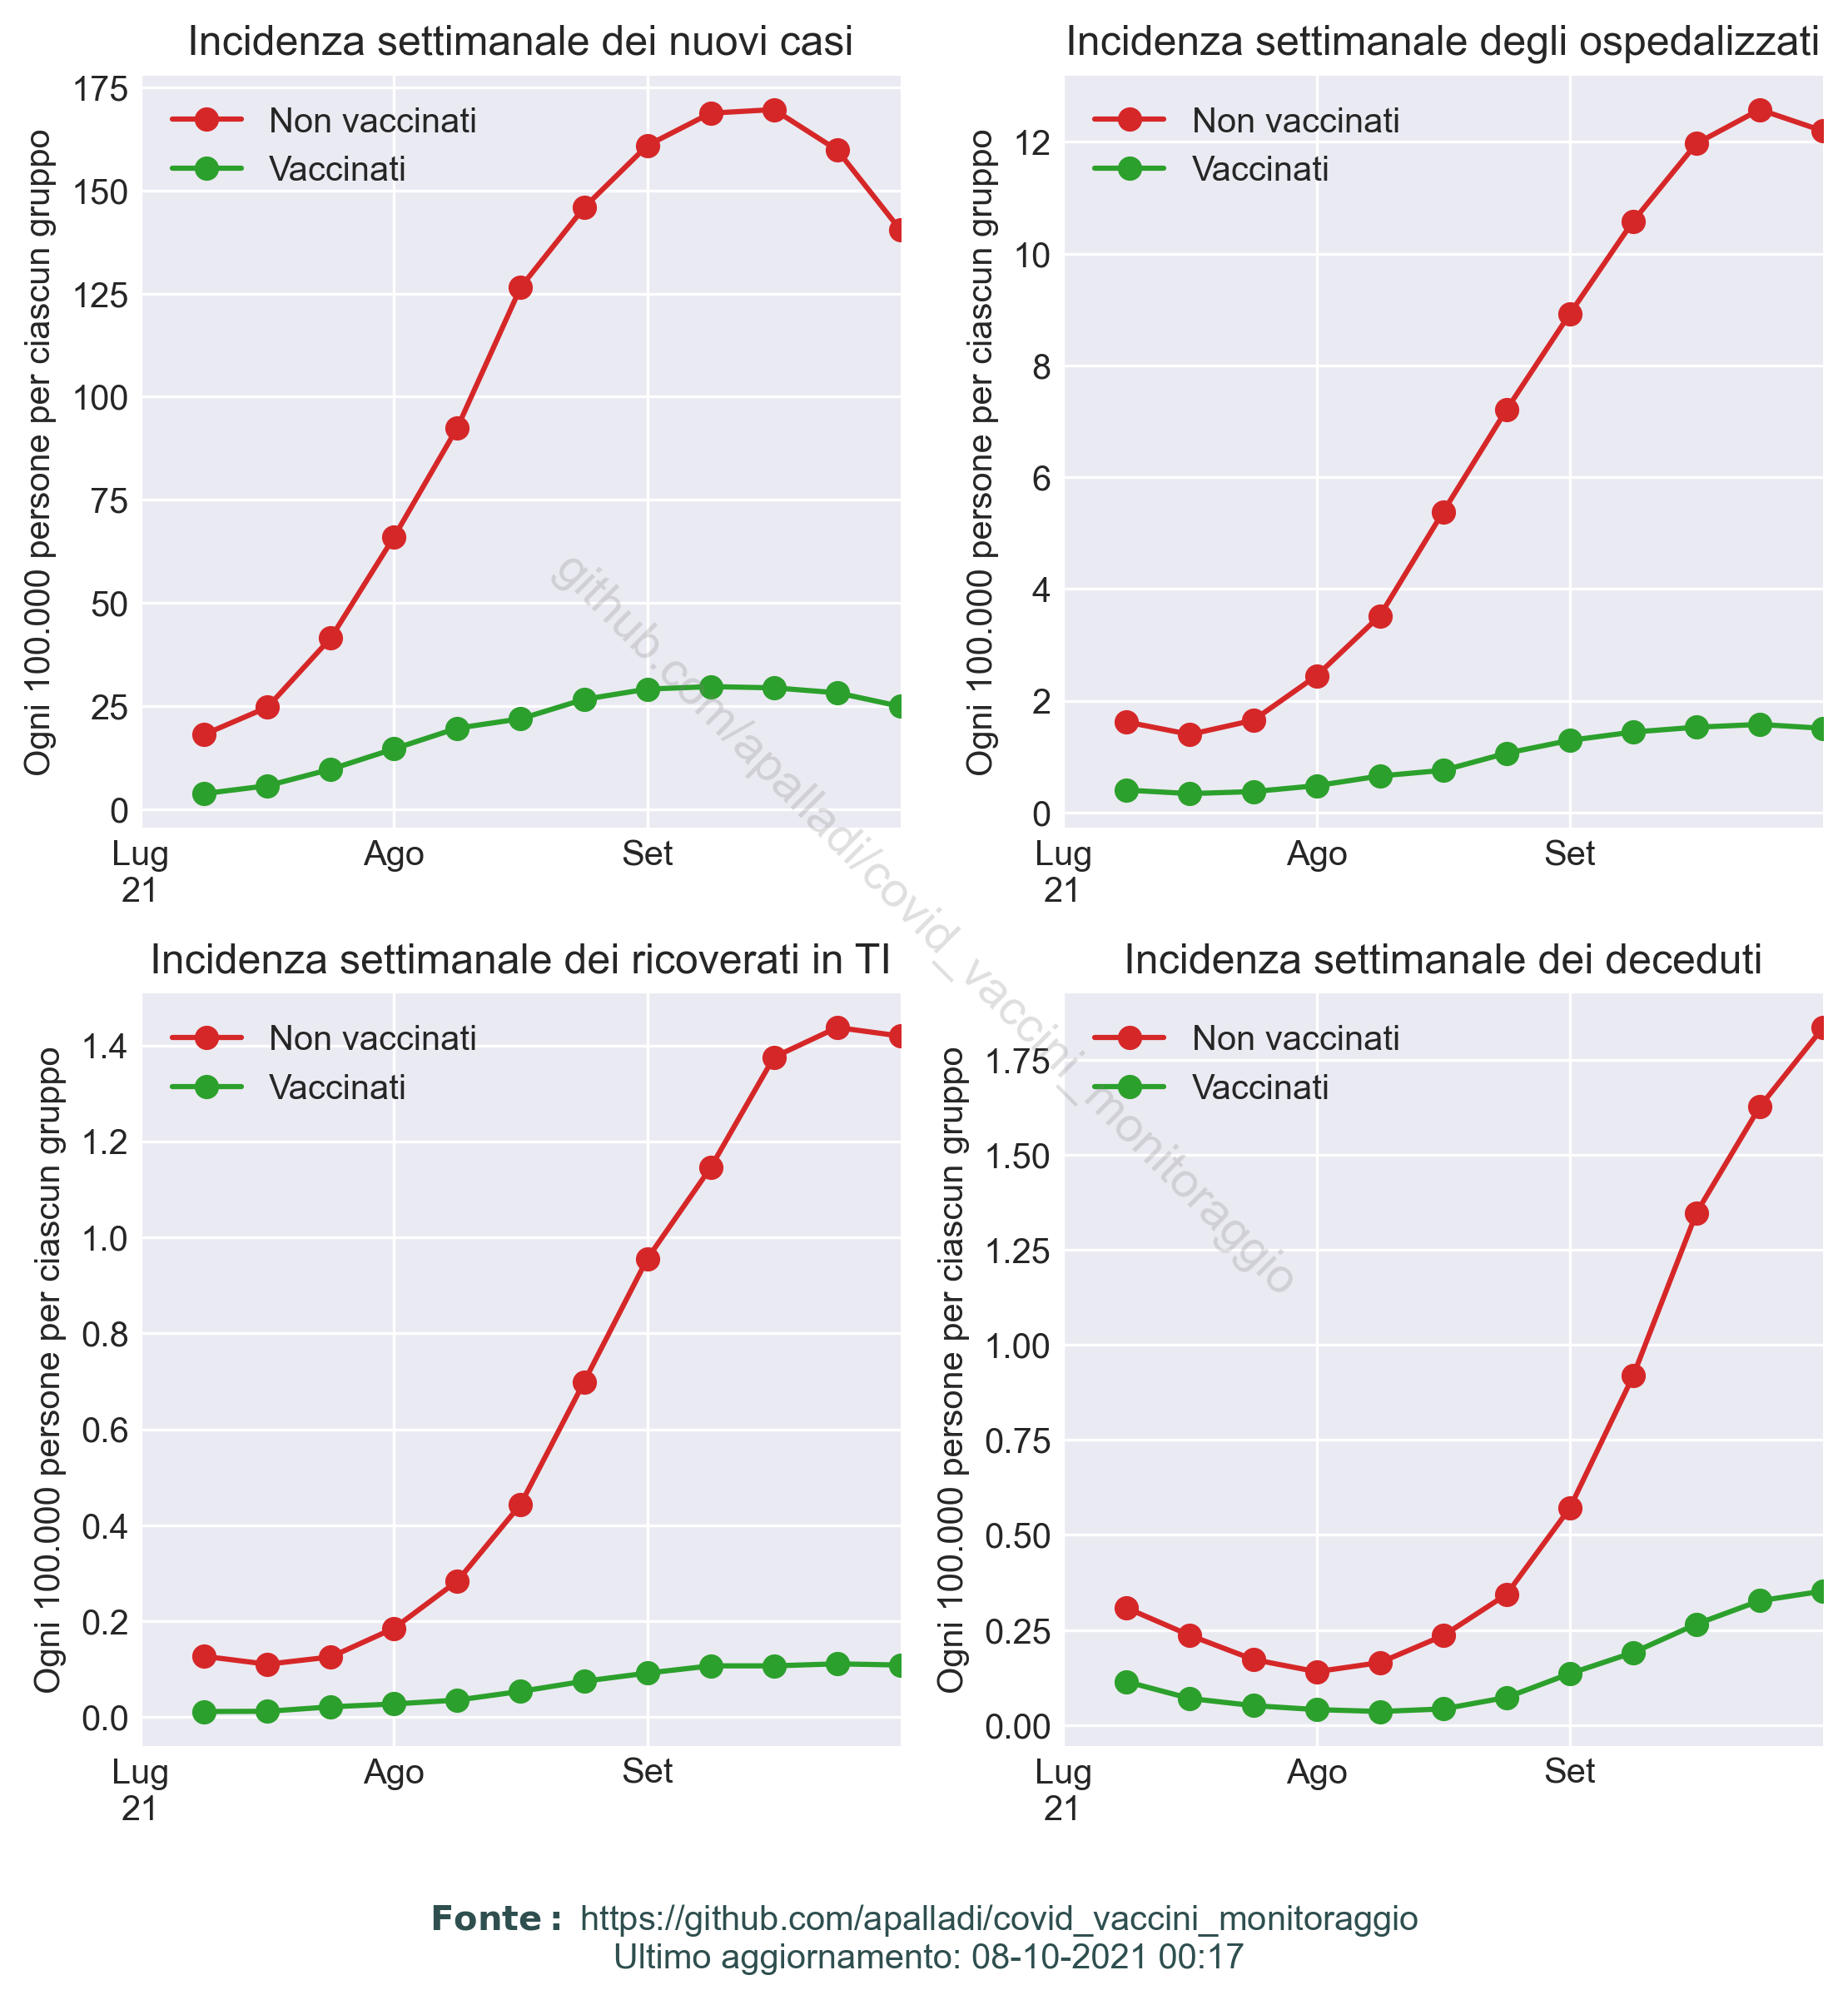 Incidenza settimanale dei nuovi casi
Ogni 100.000 persone per ciascun gruppo
175
150
125
100
75
50
25
0
Non vaccinati
Vaccinati
Lug
21
Ago
Set
Incidenza settimanale degli ospedalizzati
Ogni 100.000 persone per ciascun gruppo
12
10
8
6
4
2
0
Non vaccinati
Vaccinati
Lug
21
Ago
Set
github.com/apalladi/covid_vaccini_monitoraggio
Incidenza settimanale dei ricoverati in TI
Ogni 100.000 persone per ciascun gruppo
1.4
1.2
1.0
0.8
0.6
0.4
0.2
0.0
Non vaccinati
Vaccinati
Lug
21
Ago
Set
Incidenza settimanale dei deceduti
Ogni 100.000 persone per ciascun gruppo
1.75
1.50
1.25
1.00
0.75
0.50
0.25
0.00
Non vaccinati
Vaccinati
Lug
21
Ago
Set
Fonte: https://github.com/apalladi/covid_vaccini_monitoraggio
Ultimo aggiornamento: 08-10-2021 00:17